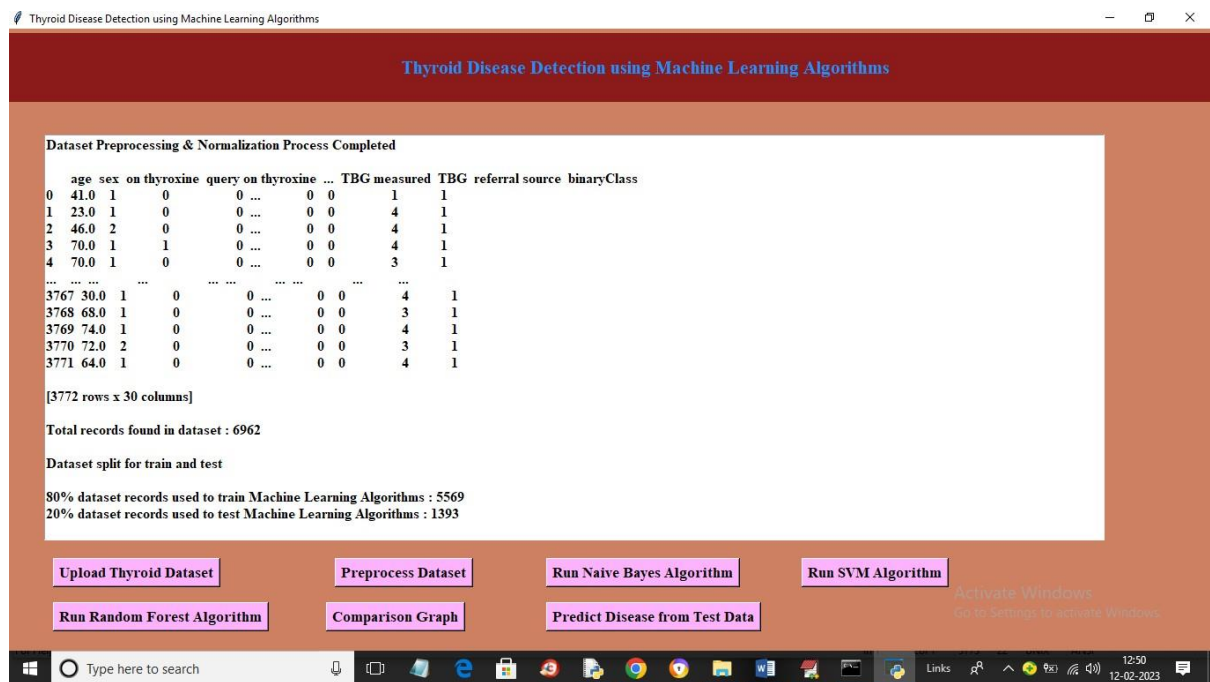 Thyroid Disease Detection using Machine Learning Algorithms
Thyroid Disease Detection using Machine Learning Algorithms
Dataset Preprocessing & Normalization Process Completed
age sex on thyroxine query on thyroxine ... TBG measured TBG referral source binaryClass
0 41.0 1 0 0 ... 0 0 1 1
1 23.0 1 0 0 ... 0 0 4 1
2 46.0 2 0 0 ... 0 0 4 1
3 70.0 1 1 0 ... 0 0 4 1
4 70.0 1 0 0 ... 0 0 3 1
... ... ... ... ... ... ... ... ... ...
3767 30.0 1 0 0 ... 0 0 4 1
3768 68.0 1 0 0 ... 0 0 3 1
3769 74.0 1 0 0 ... 0 0 4 1
3770 72.0 2 0 0 ... 0 0 3 1
3771 64.0 1 0 0 ... 0 0 4 1
[3772 rows x 30 columns]
Total records found in dataset : 6962
Dataset split for train and test
80% dataset records used to train Machine Learning Algorithms : 5569
20% dataset records used to test Machine Learning Algorithms : 1393
Upload Thyroid Dataset Preprocess Dataset Run Naive Bayes Algorithm Run SVM Algorithm
Activate Windows
Go to Settings to activate Windows.
Run Random Forest Algorithm Comparison Graph Predict Disease from Test Data
Type here to search Links 12:50
12-02-2023